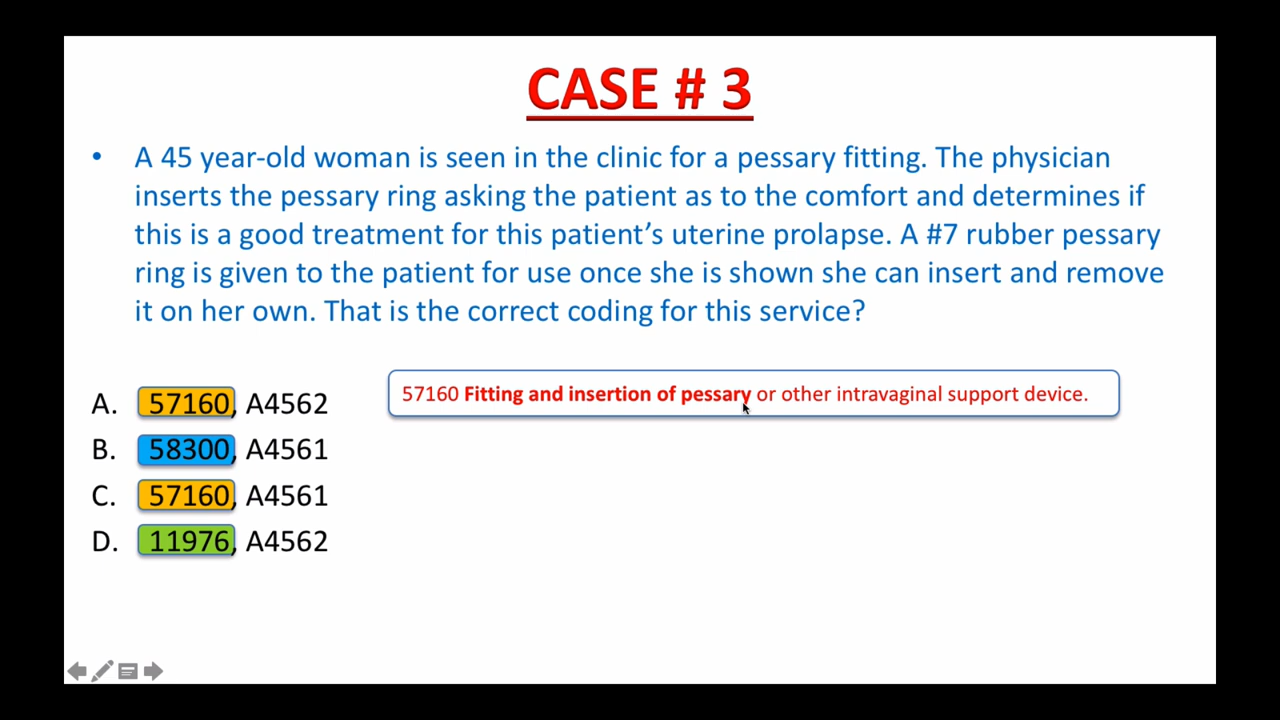 CASE # 3
• A 45 year-old woman is seen in the clinic for a pessary fitting. The physician
inserts the pessary ring asking the patient as to the comfort and determines if
this is a good treatment for this patient’s uterine prolapse. A #7 rubber pessary
ring is given to the patient for use once she is shown she can insert and remove
it on her own. That is the correct coding for this service?
57160 Fitting and insertion of pessary or other intravaginal support device.
A. 57160, A4562
B. 58300, A4561
C. 57160, A4561
D. 11976, A4562